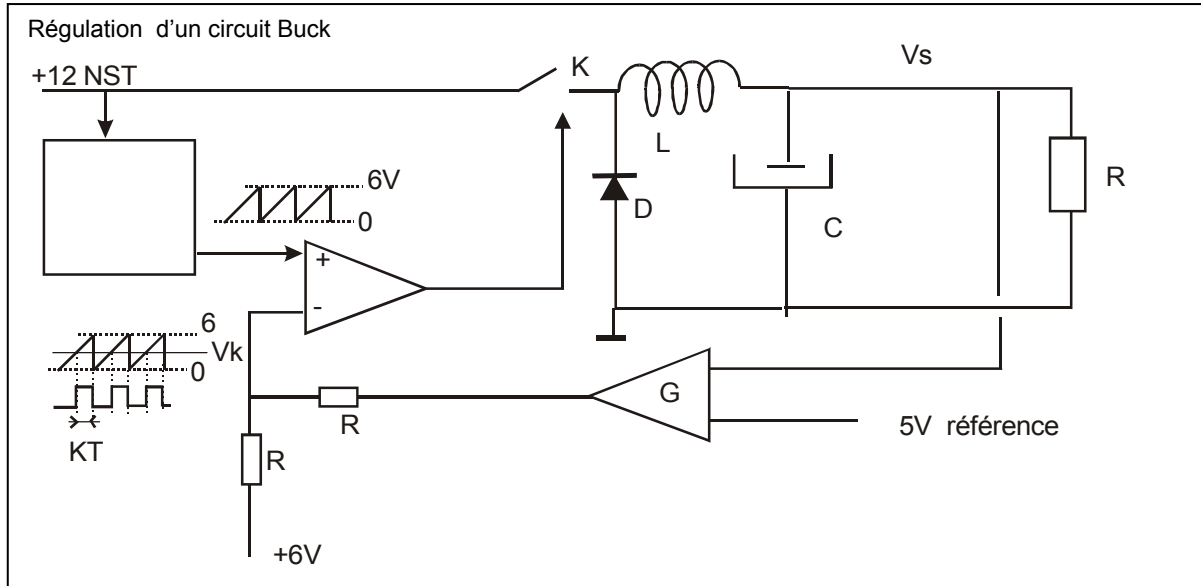 Régulation d'un circuit Buck
+12 NST
K
Vs
L
R
6V
0
D
C
+
-
6
Vk
0
G
R
5V référence
KT
R
+6V